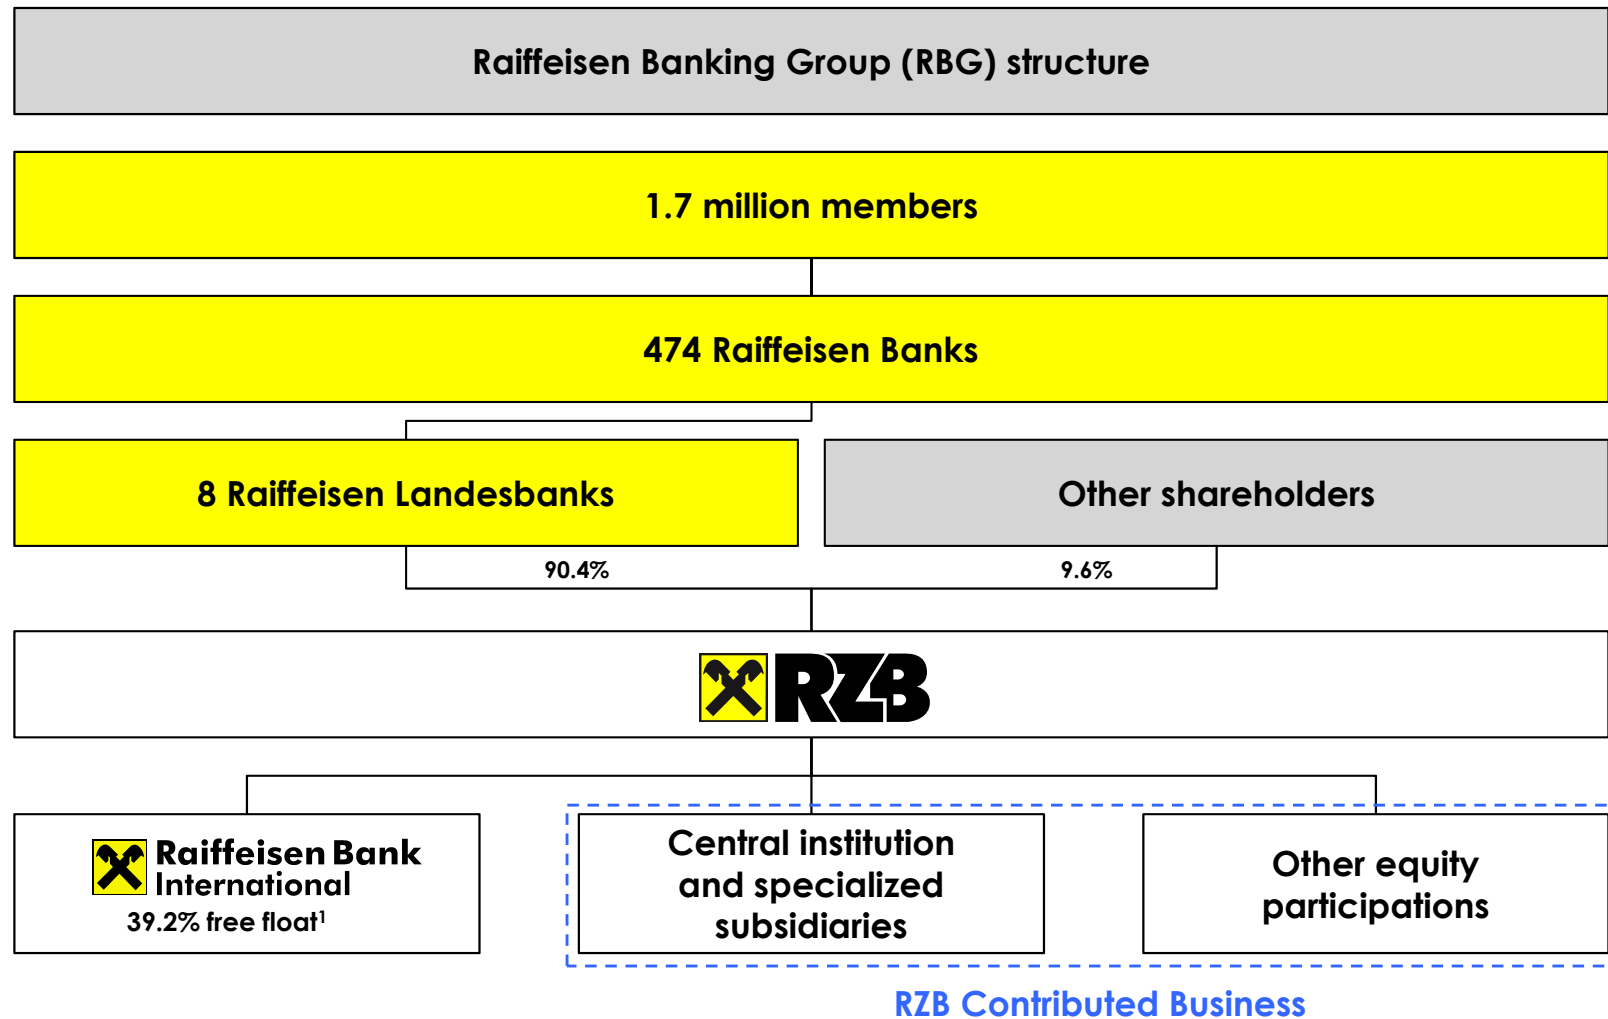 Raiffeisen Banking Group (RBG) structure
1.7 million members
474 Raiffeisen Banks
8 Raiffeisen Landesbanks
Other shareholders
90.4%
9.6%
RZB
Raiffeisen Bank
International
39.2% free float¹
Central institution
and specialized
subsidiaries
Other equity
participations
RZB Contributed Business